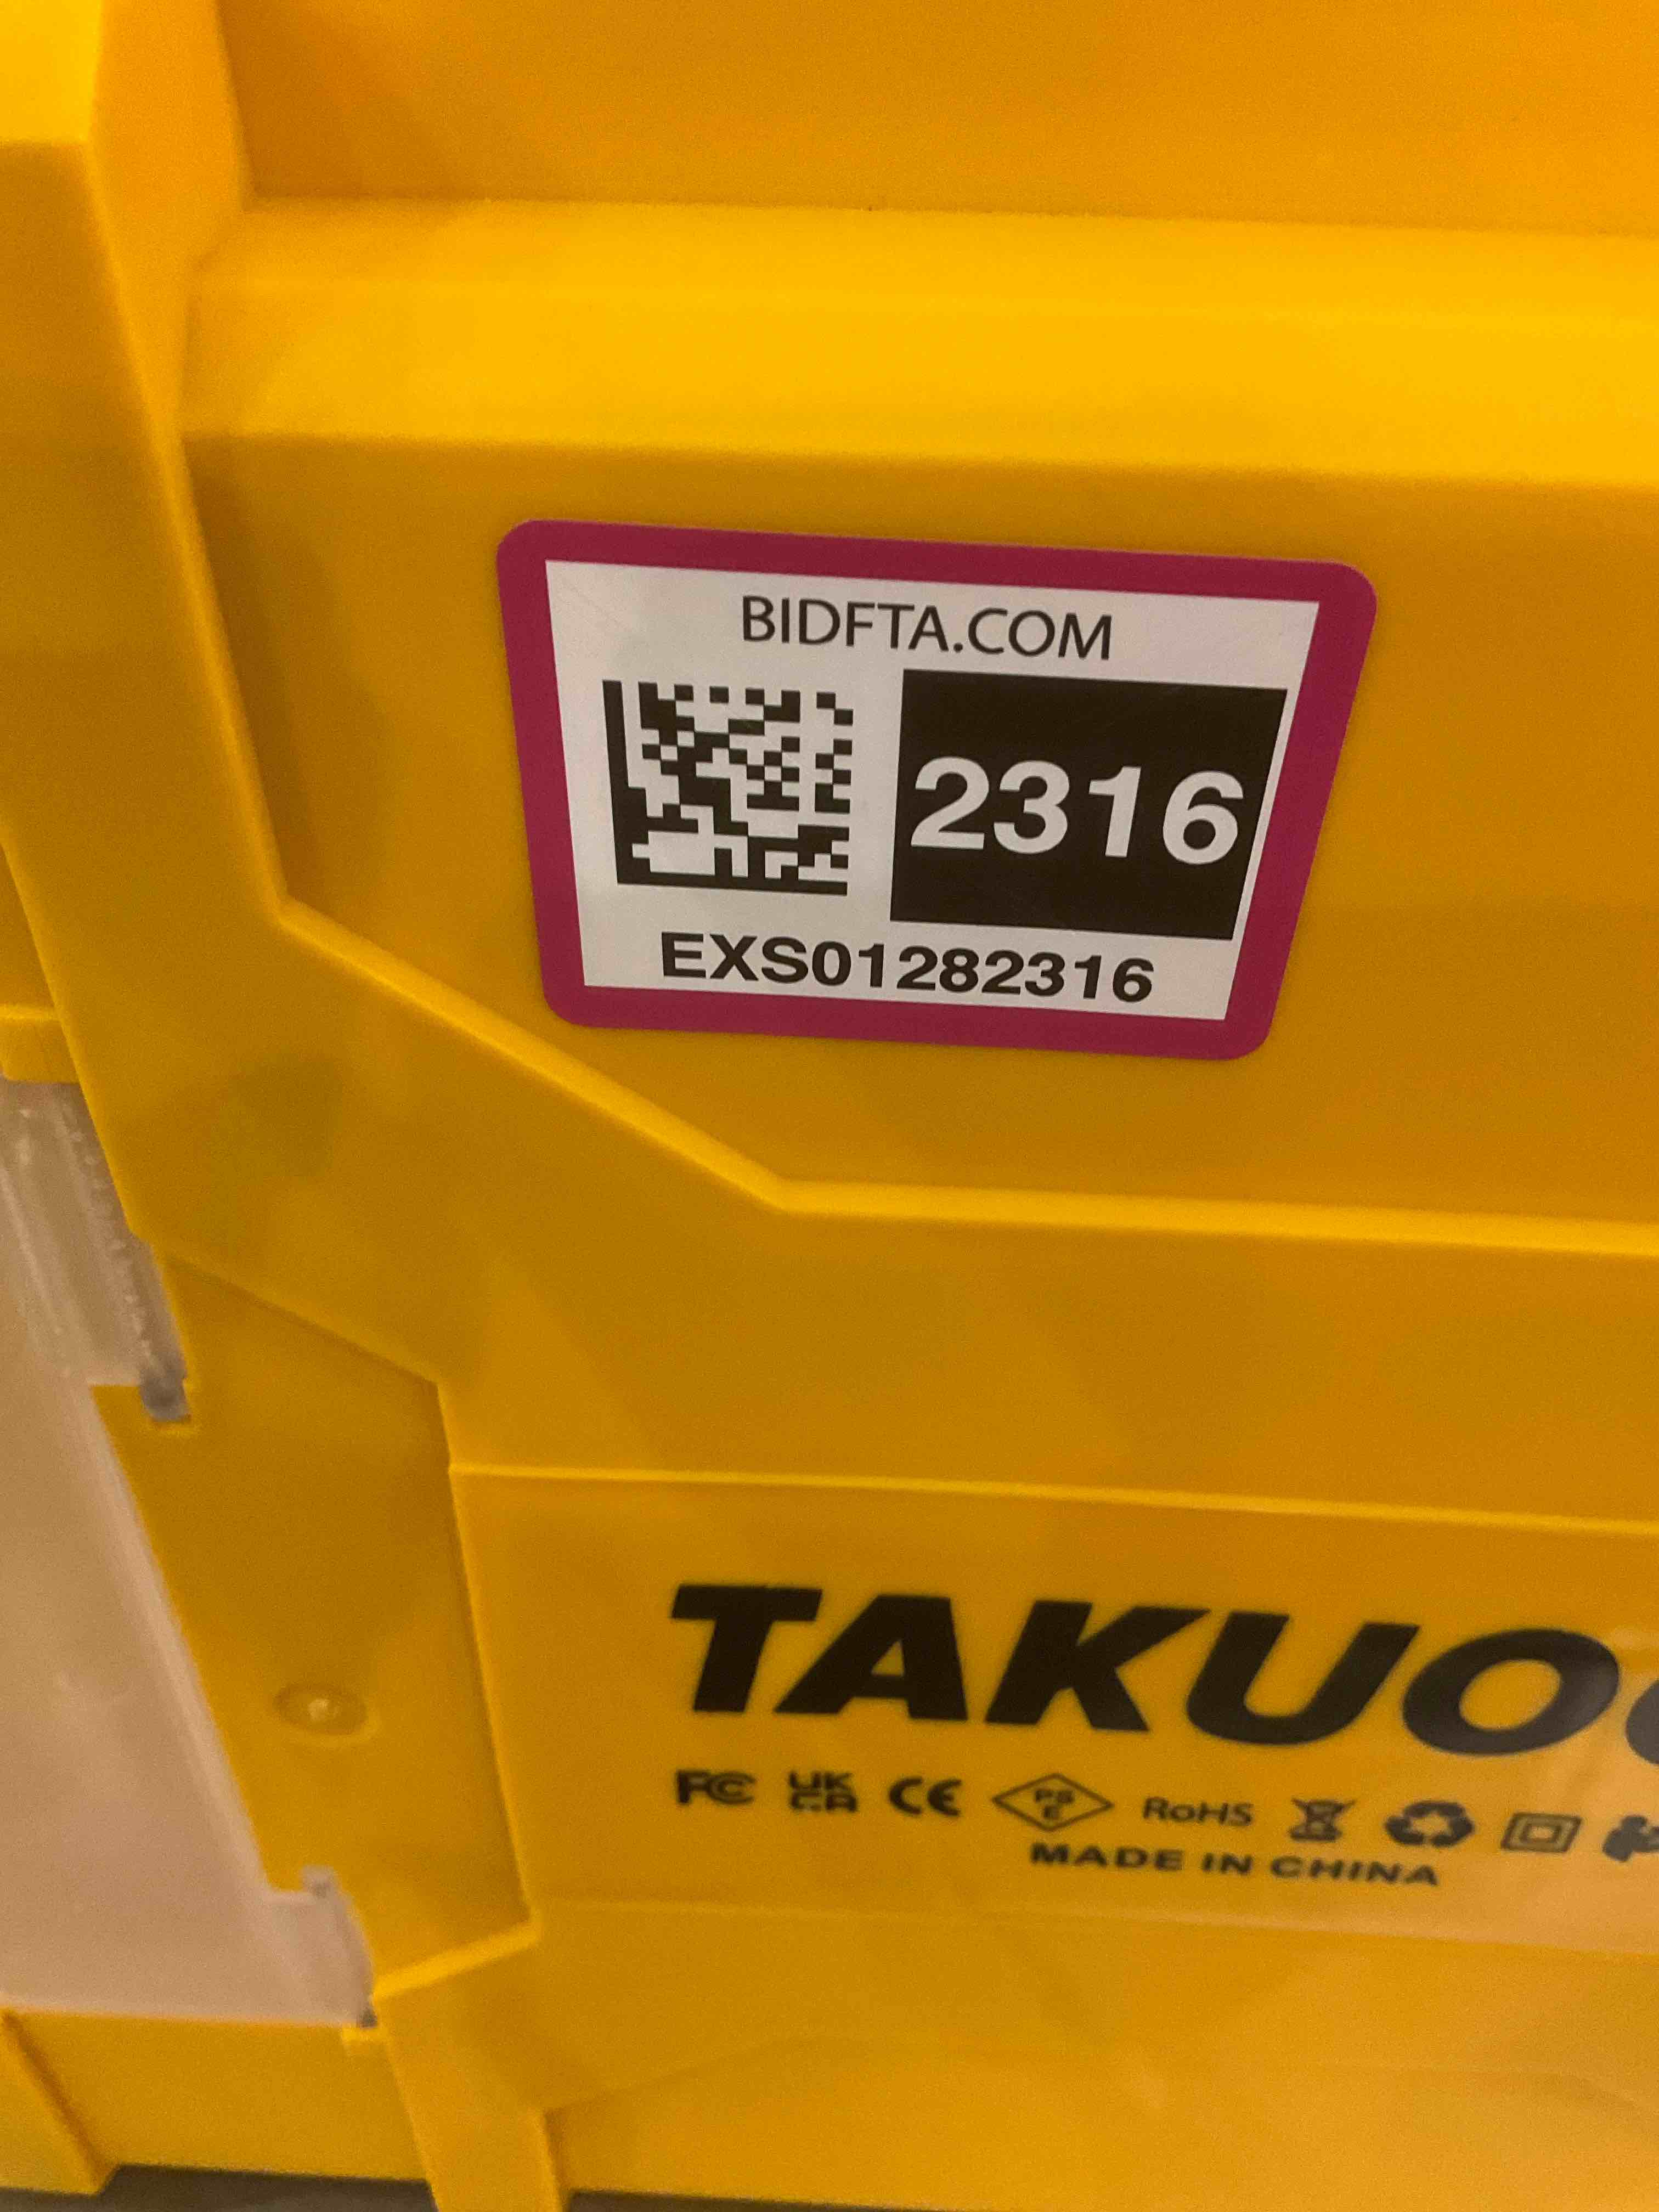 BIDFTA.COM
2316
EXS01282316
TAKUO
FC UK CA CE PS E RoHS
MADE IN CHINA